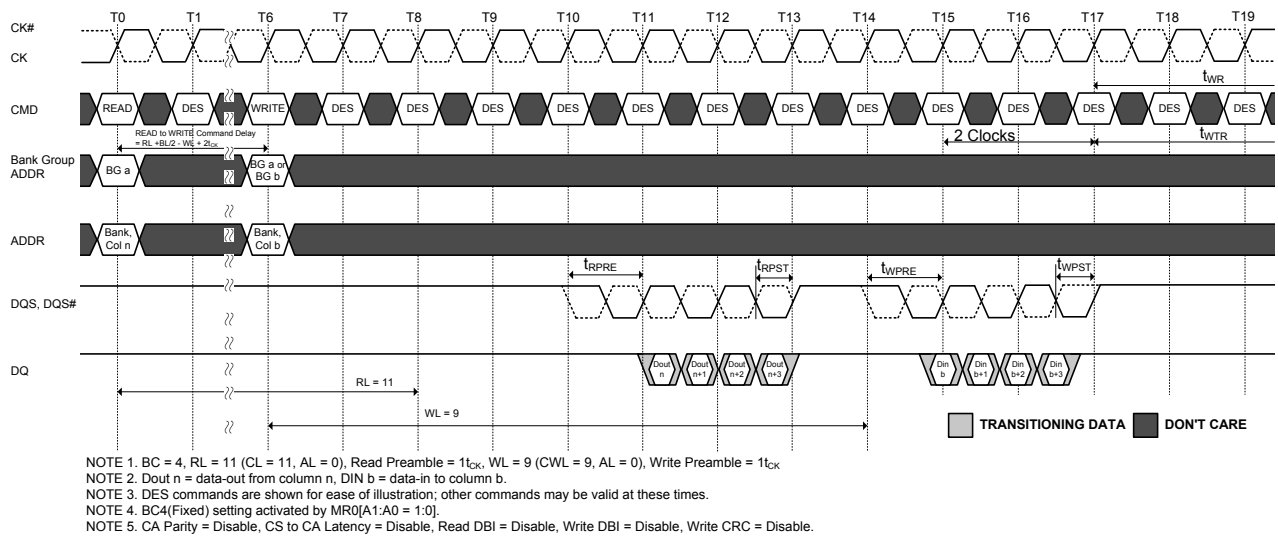 T0 T1 T6 T7 T8 T9 T10 T11 T12 T13 T14 T15 T16 T17 T18 T19
CK#
CK
tWR
CMD READ DES WRITE DES DES DES DES DES DES DES DES DES DES DES DES DES
READ to WRITE Command Delay
= RL +BL/2 - WL + 2tCK
2 Clocks
tWTR
Bank Group
ADDR
BG a
BG a or
BG b
ADDR
Bank,
Col n
Bank,
Col b
tRPRE tRPST tWPRE tWPST
DQS, DQS#
DQ
Dout
n
Dout
n+1
Dout
n+2
Dout
n+3
Din
b
Din
b+1
Din
b+2
Din
b+3
RL = 11
WL = 9
TRANSITIONING DATA DON'T CARE
NOTE 1. BC = 4, RL = 11 (CL = 11, AL = 0), Read Preamble = 1tCK, WL = 9 (CWL = 9, AL = 0), Write Preamble = 1tCK
NOTE 2. Dout n = data-out from column n, DIN b = data-in to column b.
NOTE 3. DES commands are shown for ease of illustration; other commands may be valid at these times.
NOTE 4. BC4(Fixed) setting activated by MR0[A1:A0 = 1:0].
NOTE 5. CA Parity = Disable, CS to CA Latency = Disable, Read DBI = Disable, Write DBI = Disable, Write CRC = Disable.